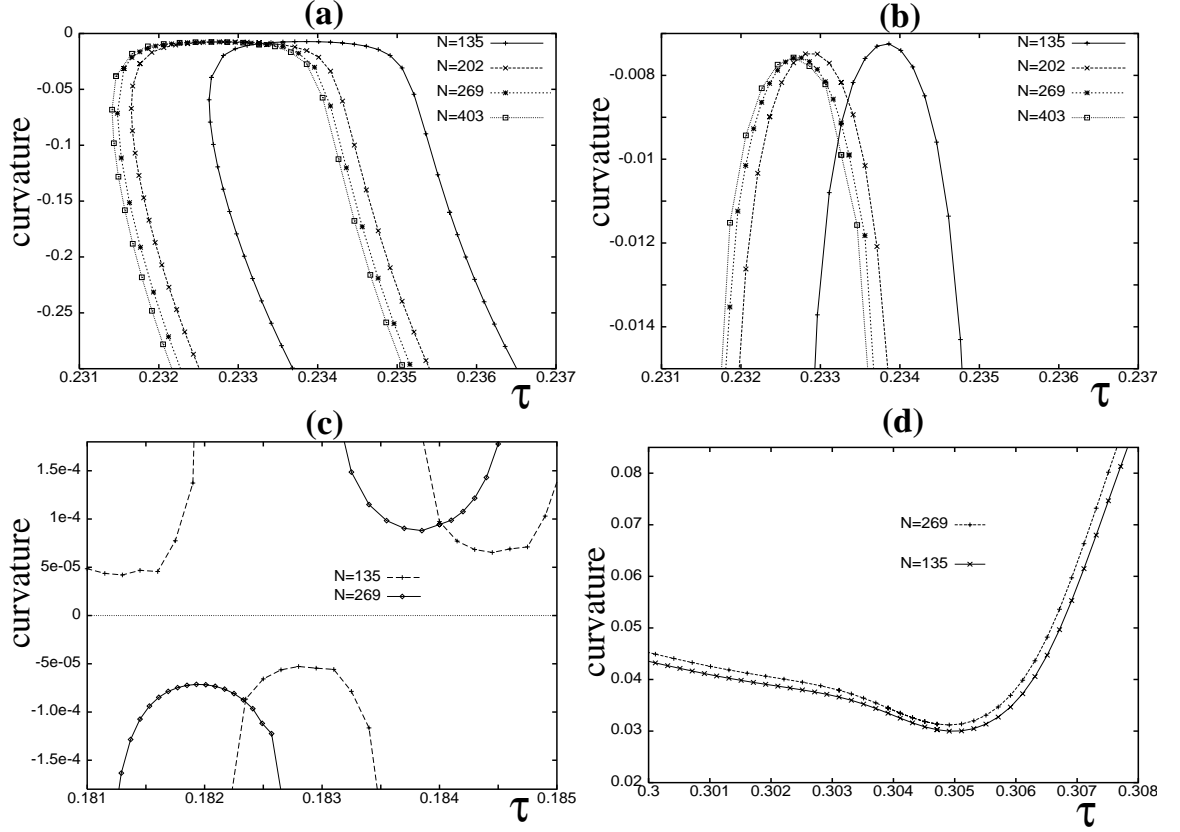 (a)
0
-0.05
-0.1
-0.15
-0.2
-0.25
0.231
0.232
0.233
0.234
0.235
0.236
0.237
curvature
τ
N=135
N=202
N=269
N=403
(b)
-0.008
-0.01
-0.012
-0.014
0.231
0.232
0.233
0.234
0.235
0.236
0.237
curvature
τ
N=135
N=202
N=269
N=403
(c)
1.5e-4
1e-4
5e-05
0
-5e-05
-1.0e-4
-1.5e-4
0.181
0.182
0.183
0.184
0.185
curvature
τ
N=135
N=269
(d)
0.08
0.07
0.06
0.05
0.04
0.03
0.02
0.3
0.301
0.302
0.303
0.304
0.305
0.306
0.307
0.308
curvature
τ
N=269
N=135